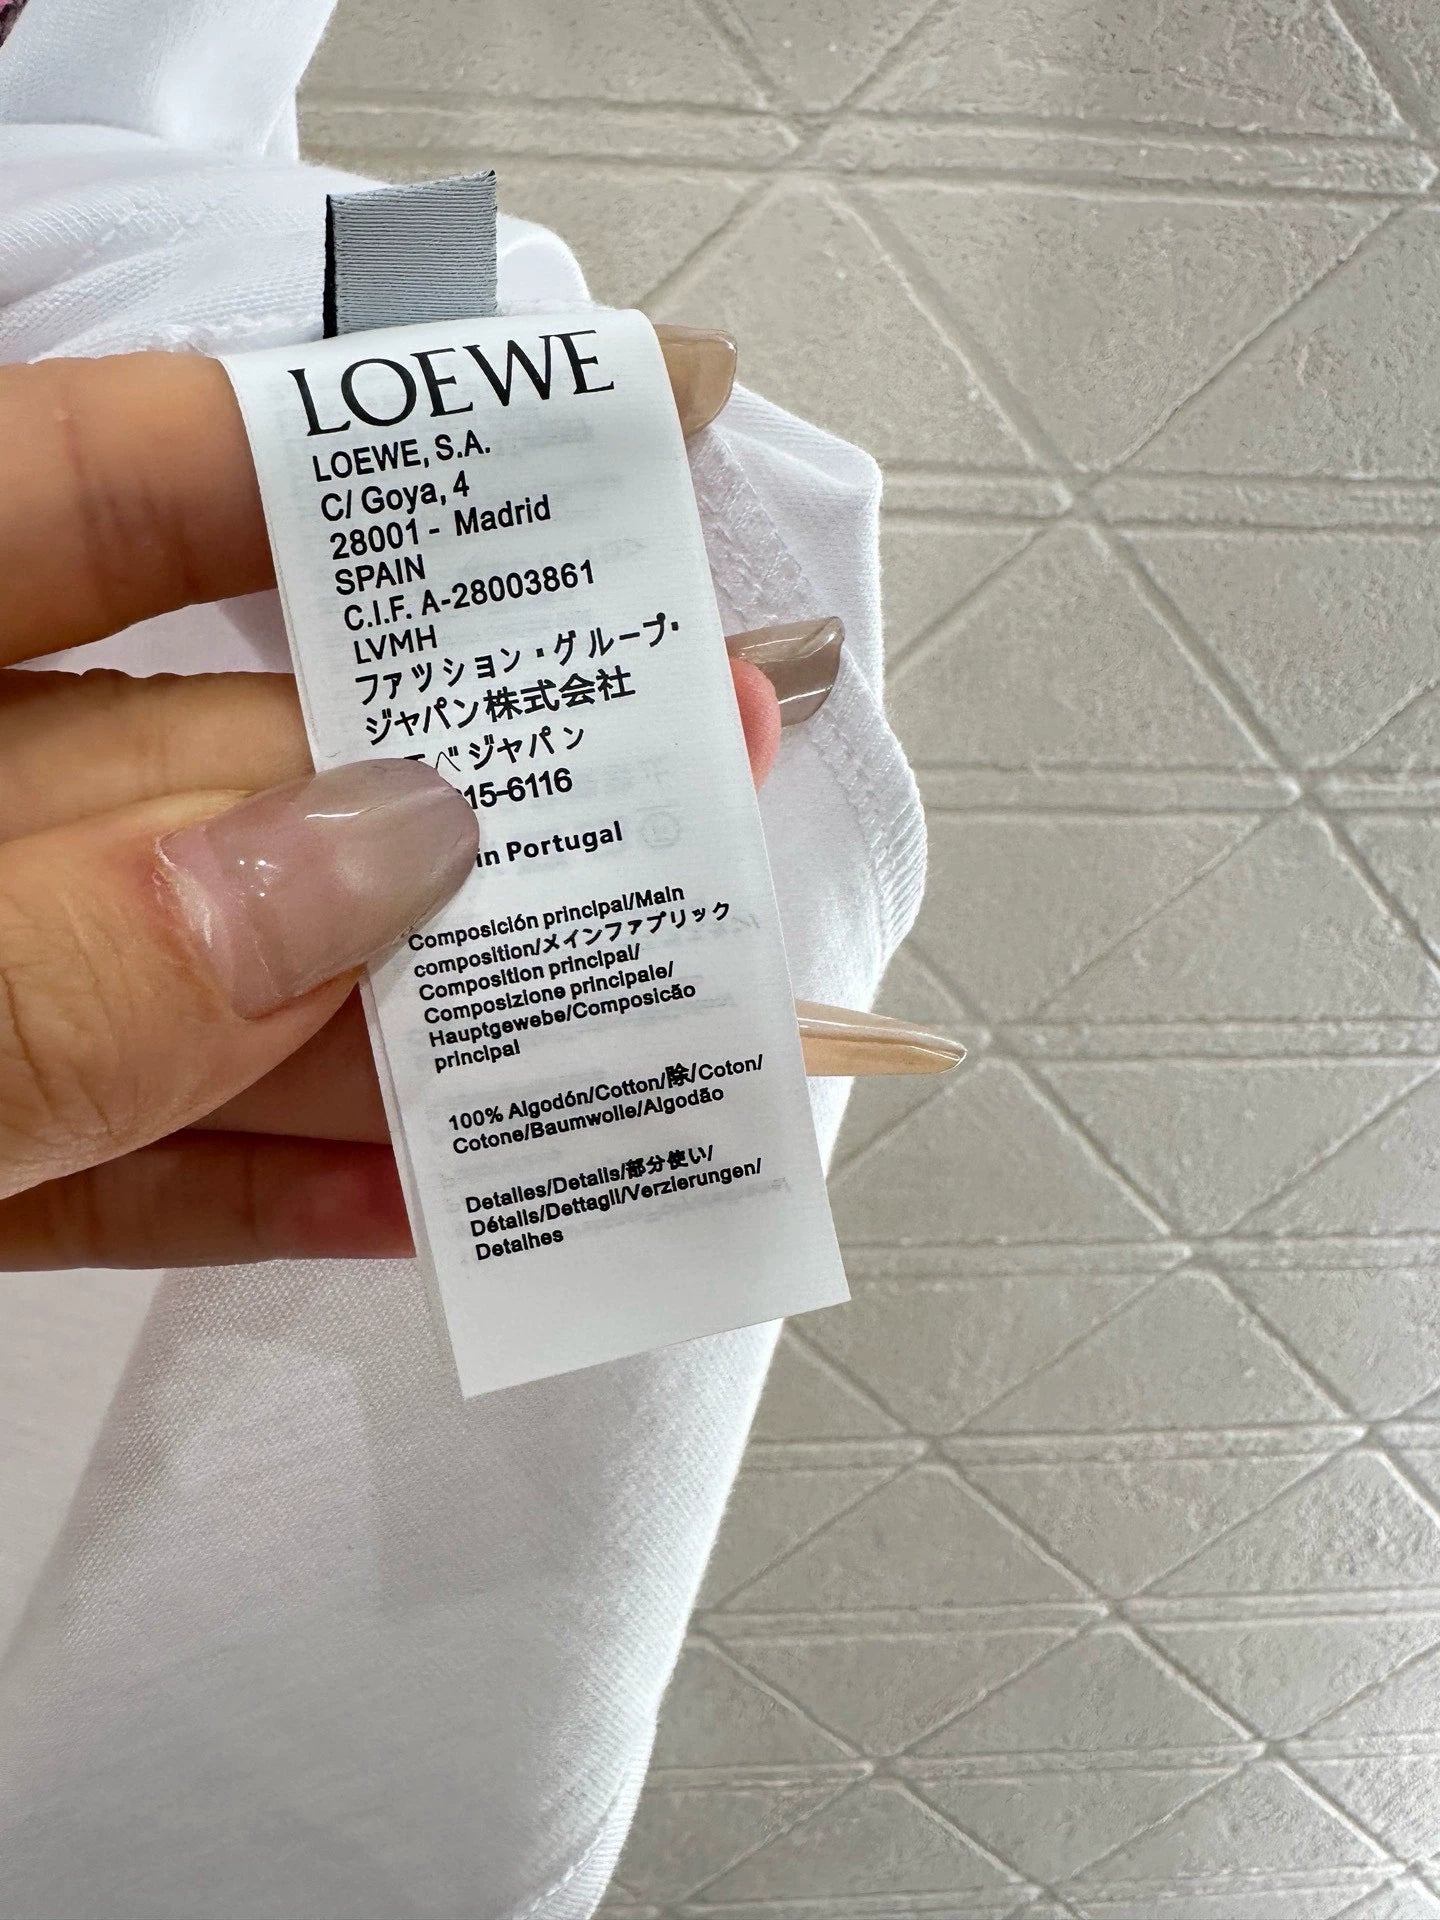 LOEWE
LOEWE, S.A.
C/ Goya, 4
28001 - Madrid
SPAIN
C.I.F. A-28003861
LVMH
ファッション・グループ・
ジャパン株式会社
ベジャパン
15-6116
in Portugal
Composición principal/Main
composition/メインファブリック
Composition principal/
Composizione principale/
Hauptgewebe/Composicão
principal
100% Algodón/Cotton/除/Coton/
Cotone/Baumwolle/Algodão
Detalles/Details/部分使い/
Détails/Dettagli/Verzierungen/
Detalhes